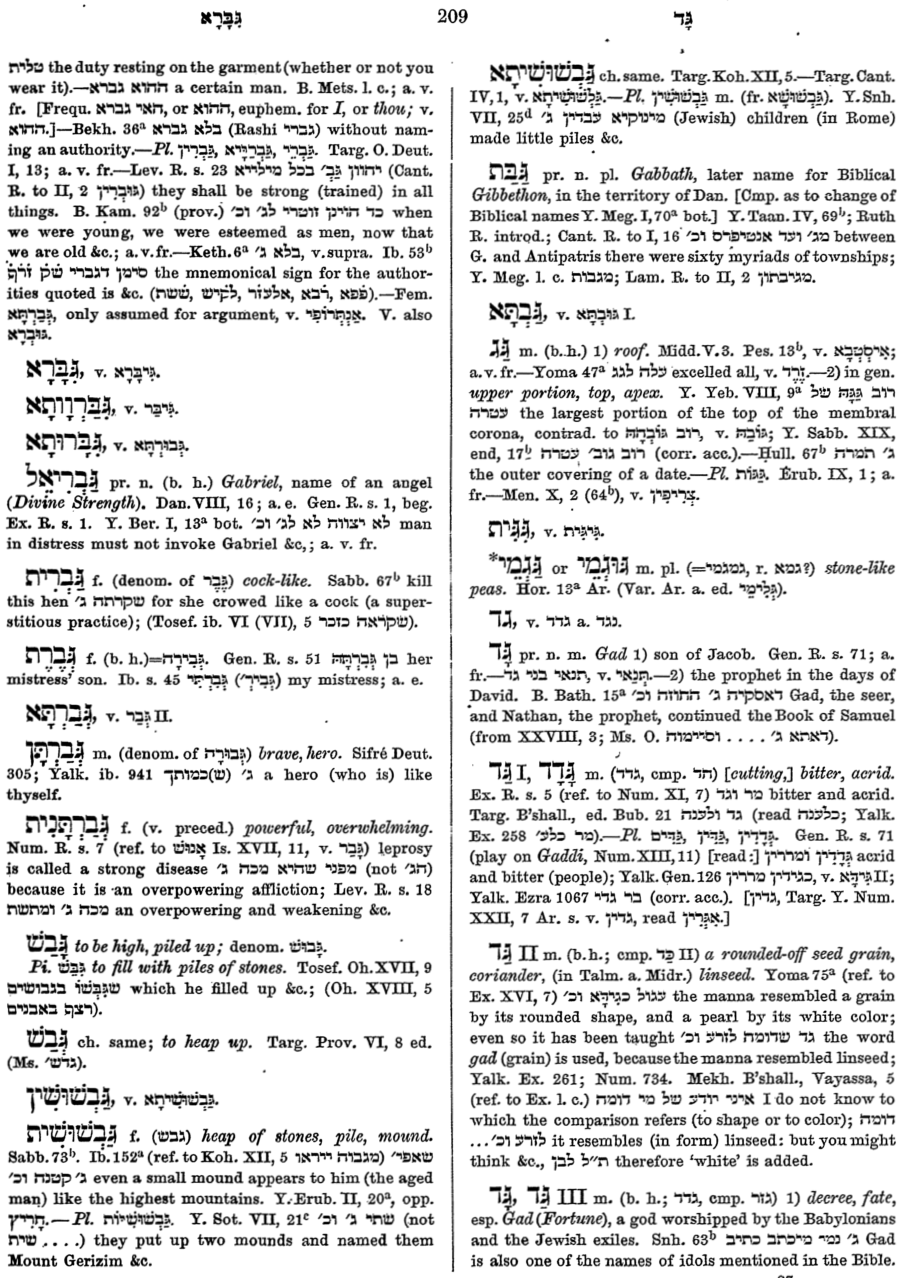 גִּבָּרָא 209 גָּד
טלית the duty resting on the garment (whether or not you
wear it).—ההוא גברא a certain man. B. Mets. l. c.; a. v.
fr. [Frequ. האי גברא, or ההוא, euphem. for I, or thou; v.
הַהוּא.]—Bekh. 36ᵃ בלא גברא (Rashi גברי) without nam-
ing an authority.—Pl. גַּבְרֵי, גַּבְרַיָּיא, גַּבְרִין. Targ. O. Deut.
I, 13; a. v. fr.—Lev. R. s. 23 יהוון גב׳ בכל מילייא (Cant.
R. to II, 2 גוברין) they shall be strong (trained) in all
things. B. Kam. 92ᵇ (prov.) כד הוינן זוטרי לג׳ וכ׳ when
we were young, we were esteemed as men, now that
we are old &c.; a. v. fr.—Keth. 6ᵃ בלא ג׳, v. supra. Ib. 53ᵇ
סימן דגברי the mnemonical sign for the author-
ities quoted is &c. (פפא, רבא, אלעזר, לקיש, ששת).—Fem.
גַּבְרְתָּא, only assumed for argument, v. אַנְתְּרוֹפֵּי. V. also
גּוּבְרָא.
גִּבָּרָא, v. גִּיבָּרָא.
גִּבַּרְוָותָא, v. גִּיבַּר.
גִּבָּרוּתָא, v. גְּבוּרְתָּא.
גַּבְרִיאֵל pr. n. (b. h.) Gabriel, name of an angel
(Divine Strength). Dan. VIII, 16; a. e. Gen. R. s. 1, beg.
Ex. R. s. 1. Y. Ber. I, 13ᵃ bot. לא יצווח לא לג׳ וכ׳ man
in distress must not invoke Gabriel &c,; a. v. fr.
גַּבְרִית f. (denom. of גֶּבֶר) cock-like. Sabb. 67ᵇ kill
this hen שקרתה ג׳ for she crowed like a cock (a super-
stitious practice); (Tosef. ib. VI (VII), 5 שקוראה כזכר).
גְּבֶרֶת f. (b. h.)=גְּבִירָה. Gen. R. s. 51 בן גְּבִרְתָּהּ her
mistress' son. Ib. s. 45 גְּבִרְתִּי (גְּבִיר׳) my mistress; a. e.
גְּבַרְתָּא, v. גְּבַר II.
גַּבְרְתָּן m. (denom. of גְּבוּרָה) brave, hero. Sifré Deut.
305; Yalk. ib. 941 ג׳ (ש)כמותך a hero (who is) like
thyself.
גַּבְרְתָּנִית f. (v. preced.) powerful, overwhelming.
Num. R. s. 7 (ref. to אָנוּשׁ Is. XVII, 11, v. גָּבַר) leprosy
is called a strong disease מפני שהיא מכה ג׳ (not הג׳)
because it is an overpowering affliction; Lev. R. s. 18
מכה ג׳ ומתשת an overpowering and weakening &c.
גָּבַשׁ to be high, piled up; denom. גָּבוּשׁ.
Pi. גִּבֵּשׁ to fill with piles of stones. Tosef. Oh. XVII, 9
שגִּבְּשׁוֹ בגבושים which he filled up &c.; (Oh. XVIII, 5
רצף באבנים).
גְּבַשׁ ch. same; to heap up. Targ. Prov. VI, 8 ed.
(Ms. גדש׳).
גַּבְשׁוּשִׁין, v. גַּבְשׁוּשִׁיתָא.
גַּבְשׁוּשִׁית f. (גבש) heap of stones, pile, mound.
Sabb. 73ᵇ. Ib. 152ᵃ (ref. to Koh. XII, 5 מגבוה ייראו) שאפי׳
ג׳ קטנה וכ׳ even a small mound appears to him (the aged
man) like the highest mountains. Y. Erub. II, 20ᵃ, opp.
חָרִיץ.—Pl. גַּבְשׁוּשִׁיּוֹת. Y. Sot. VII, 21ᶜ שתי ג׳ וכ׳ (not
שית ....) they put up two mounds and named them
Mount Gerizim &c.
גַּבְשׁוּשִׁיתָא ch. same. Targ. Koh. XII, 5.—Targ. Cant.
IV, 1, v. גַּלְשׁוּשִׁיתָא.—Pl. גַּבְשׁוּשִׁין m. (fr. גַּבְשׁוּשָׁא). Y. Snh.
VII, 25ᵈ מינוקיא עבדין ג׳ (Jewish) children (in Rome)
made little piles &c.
גַּבַּת pr. n. pl. Gabbath, later name for Biblical
Gibbethon, in the territory of Dan. [Cmp. as to change of
Biblical names Y. Meg. I, 70ᵃ bot.] Y. Taan. IV, 69ᵇ; Ruth
R. introd.; Cant. R. to I, 16 מג׳ ועד אנטיפרס וכ׳ between
G. and Antipatris there were sixty myriads of townships;
Y. Meg. l. c. מגבות; Lam. R. to II, 2 מגיבתון.
גַּבְתָּא, v. גּוּבְתָּא I.
גַּג m. (b. h.) 1) roof. Midd. V. 3. Pes. 13ᵇ, v. אִיסְטְבָא;
a. v. fr.—Yoma 47ᵃ עלה לגג excelled all, v. זֶרֶד.—2) in gen.
upper portion, top, apex. Y. Yeb. VIII, 9ᵃ רוב גַּגָּהּ של
עטרה the largest portion of the top of the membral
corona, contrad. to רוב גּוֹבְהָהּ, v. גּוֹבַהּ; Y. Sabb. XIX,
end, 17ᵇ רוב גוב׳ עטרה (corr. acc.).—Hull. 67ᵇ ג׳ תמרה
the outer covering of a date.—Pl. גַּגּוֹת. Érub. IX, 1; a.
fr.—Men. X, 2 (64ᵇ), v. צְרִיפִין.
גִּגִּית, v. גִּיגִּית.
*גַּגְמֵי or גּוּגְמֵי m. pl. (=גמגמי, r. גמא?) stone-like
peas. Hor. 13ᵃ Ar. (Var. Ar. a. ed. גְּלִימֵי).
גד, v. גדד a. נגד.
גָּד pr. n. m. Gad 1) son of Jacob. Gen. R. s. 71; a.
fr.—תנאי בני גד, v. תְּנַאי.—2) the prophet in the days of
David. B. Bath. 15ᵃ דאסקיה ג׳ החוזה וכ׳ Gad, the seer,
and Nathan, the prophet, continued the Book of Samuel
(from XXVIII, 3; Ms. O. וסיימוה .... דאתא ג׳).
גַּד I, גָּדָד m. (גדד, cmp. חד) [cutting,] bitter, acrid.
Ex. R. s. 5 (ref. to Num. XI, 7) מר וגד bitter and acrid.
Targ. B'shall., ed. Bub. 21 גד ולענה (read כלענה; Yalk.
Ex. 258 מר כלע׳).—Pl. גְּדָדִין, גַּדִּין, גַּדִּים. Gen. R. s. 71
(play on Gaddi, Num. XIII, 11) [read:] גְּדָדִין ומררין acrid
and bitter (people); Yalk. Gen. 126 כגידין מררין, v. גִּידָּא II;
Yalk. Ezra 1067 בר גדי (corr. acc.). [גדין, Targ. Y. Num.
XXII, 7 Ar. s. v. גדין, read אַגְּרִין.]
גַּד II m. (b. h.; cmp. כַּד II) a rounded-off seed grain,
coriander, (in Talm. a. Midr.) linseed. Yoma 75ᵃ (ref. to
Ex. XVI, 7) עגול כגִידָּא וכ׳ the manna resembled a grain
by its rounded shape, and a pearl by its white color;
even so it has been taught גד שדומה לזרע וכ׳ the word
gad (grain) is used, because the manna resembled linseed;
Yalk. Ex. 261; Num. 734. Mekh. B'shall., Vayassa, 5
(ref. to Ex. l. c.) איני יודע של מי דומה I do not know to
which the comparison refers (to shape or to color); דומה
לזרע וכ׳... it resembles (in form) linseed: but you might
think &c., ת״ל לבן therefore 'white' is added.
גָּד, גַּד III m. (b. h.; גדד, cmp. גזר) 1) decree, fate,
esp. Gad (Fortune), a god worshipped by the Babylonians
and the Jewish exiles. Snh. 63ᵇ ג׳ נמי מיכתב כתיב Gad
is also one of the names of idols mentioned in the Bible.